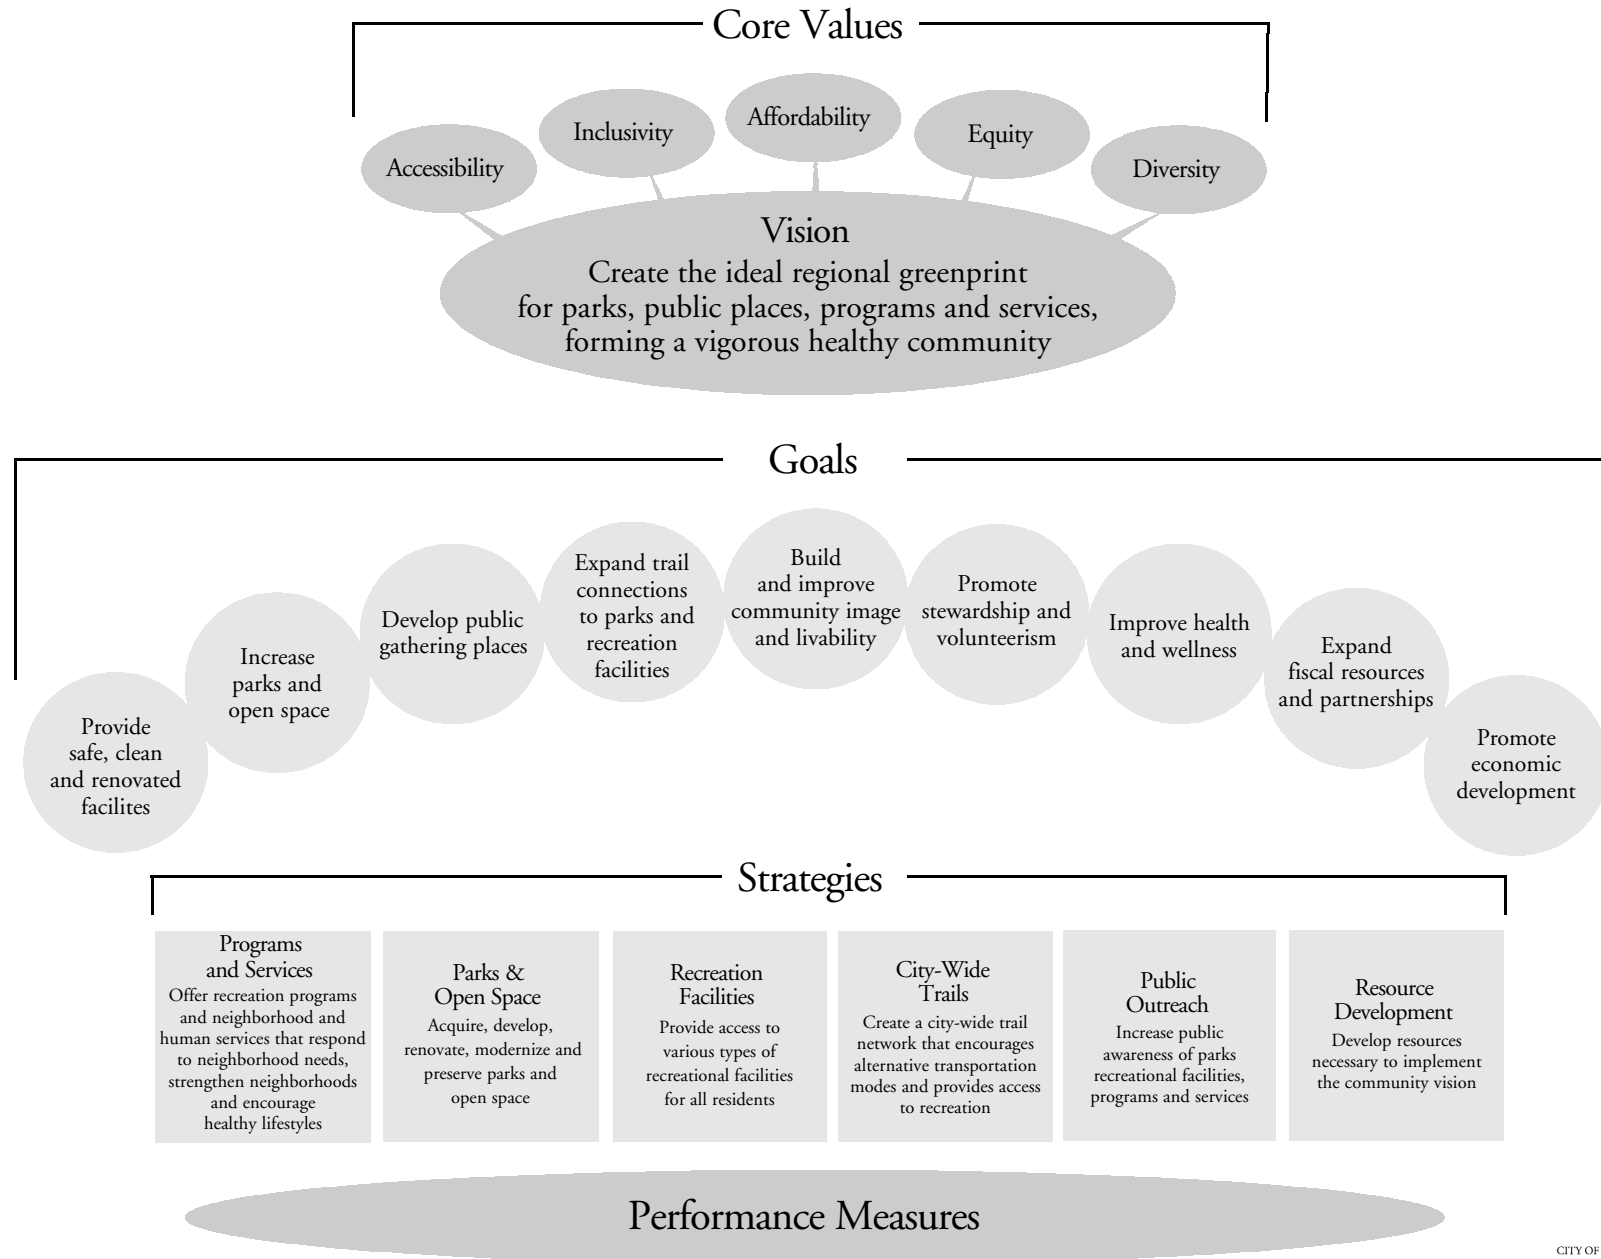 Core Values
Accessibility
Inclusivity
Affordability
Equity
Diversity
Vision
Create the ideal regional greenprint
for parks, public places, programs and services,
forming a vigorous healthy community
Goals
Provide
safe, clean
and renovated
facilites
Increase
parks and
open space
Develop public
gathering places
Expand trail
connections
to parks and
recreation
facilities
Build
and improve
community image
and livability
Promote
stewardship and
volunteerism
Improve health
and wellness
Expand
fiscal resources
and partnerships
Promote
economic
development
Strategies
Programs
and Services
Offer recreation programs
and neighborhood and
human services that respond
to neighborhood needs,
strengthen neighborhoods
and encourage
healthy lifestyles
Parks &
Open Space
Acquire, develop,
renovate, modernize and
preserve parks and
open space
Recreation
Facilities
Provide access to
various types of
recreational facilities
for all residents
City-Wide
Trails
Create a city-wide trail
network that encourages
alternative transportation
modes and provides access
to recreation
Public
Outreach
Increase public
awareness of parks
recreational facilities,
programs and services
Resource
Development
Develop resources
necessary to implement
the community vision
Performance Measures
CITY OF